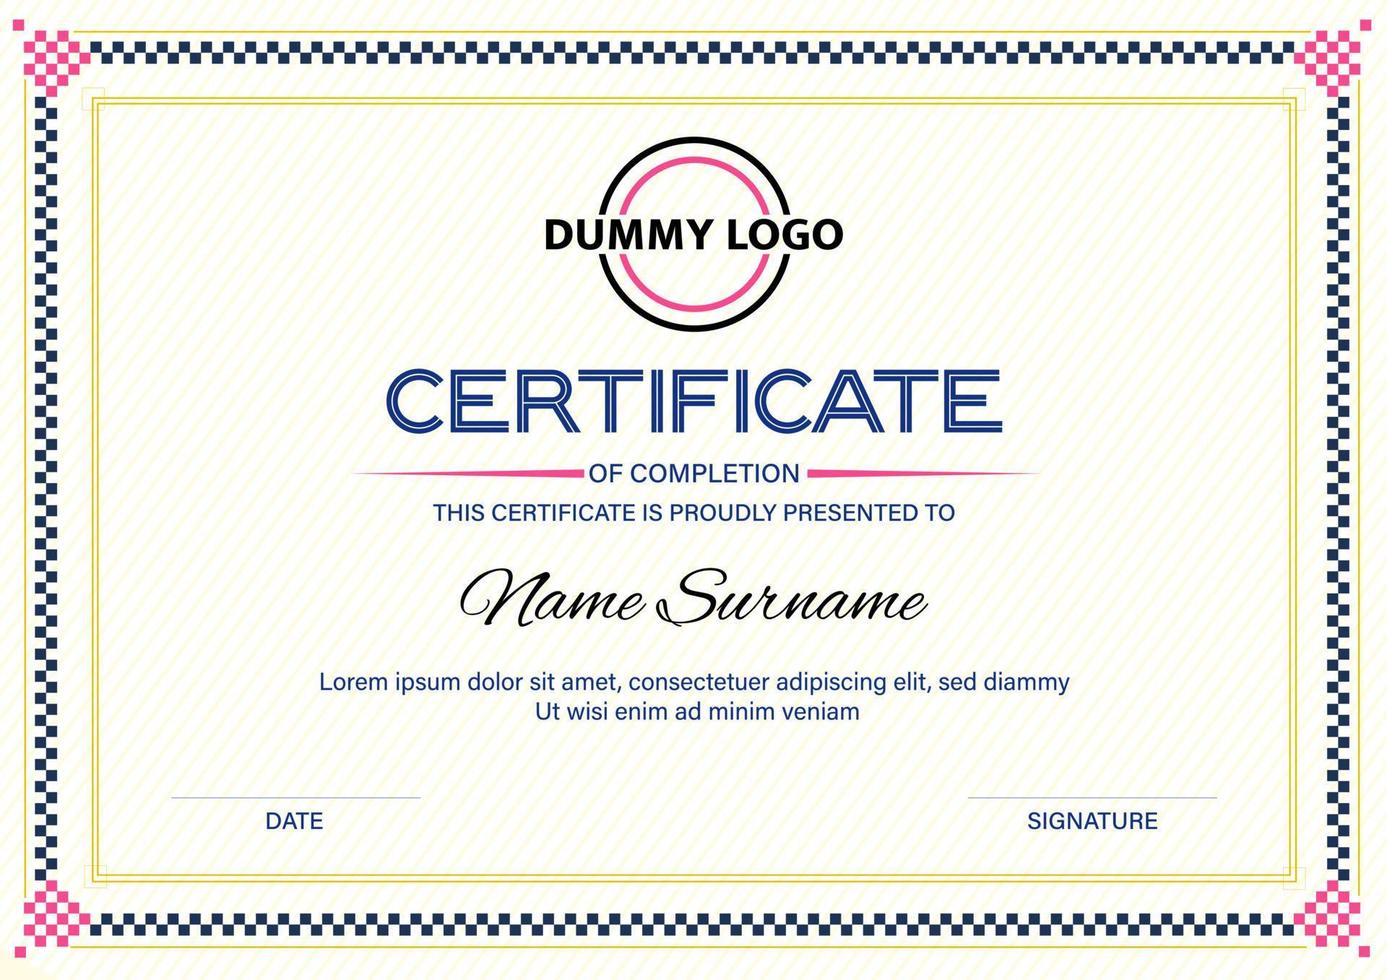 DUMMY LOGO
CERTIFICATE
OF COMPLETION
THIS CERTIFICATE IS PROUDLY PRESENTED TO
Name Surname
Lorem ipsum dolor sit amet, consectetuer adipiscing elit, sed diammy
Ut wisi enim ad minim veniam
DATE
SIGNATURE